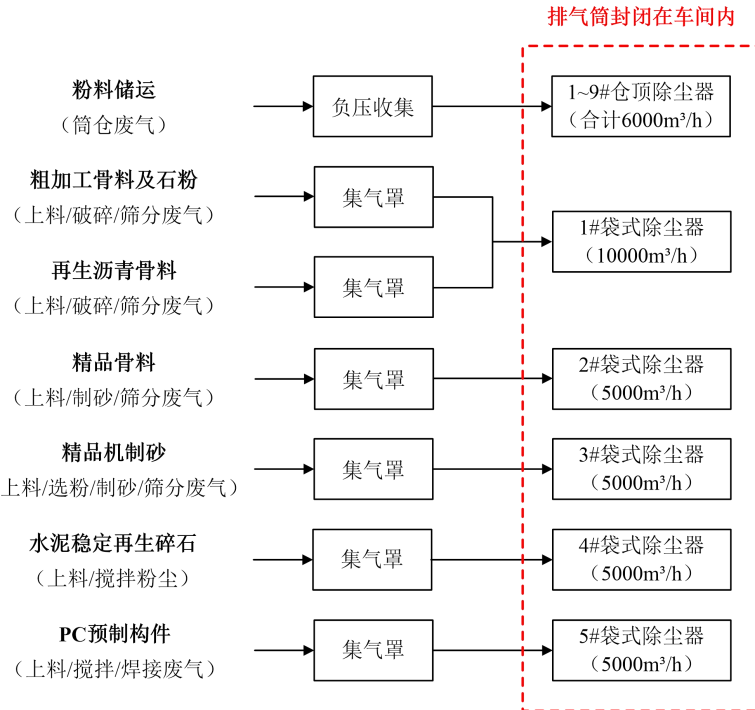 排气筒封闭在车间内
粉料储运
（筒仓废气）
负压收集
1~9#仓顶除尘器
（合计6000m³/h）
粗加工骨料及石粉
（上料/破碎/筛分废气）
集气罩
1#袋式除尘器
（10000m³/h）
再生沥青骨料
（上料/破碎/筛分废气）
集气罩
精品骨料
（上料/制砂/筛分废气）
集气罩
2#袋式除尘器
（5000m³/h）
精品机制砂
上料/选粉/制砂/筛分废气）
集气罩
3#袋式除尘器
（5000m³/h）
水泥稳定再生碎石
（上料/搅拌粉尘）
集气罩
4#袋式除尘器
（5000m³/h）
PC预制构件
（上料/搅拌/焊接废气）
集气罩
5#袋式除尘器
（5000m³/h）